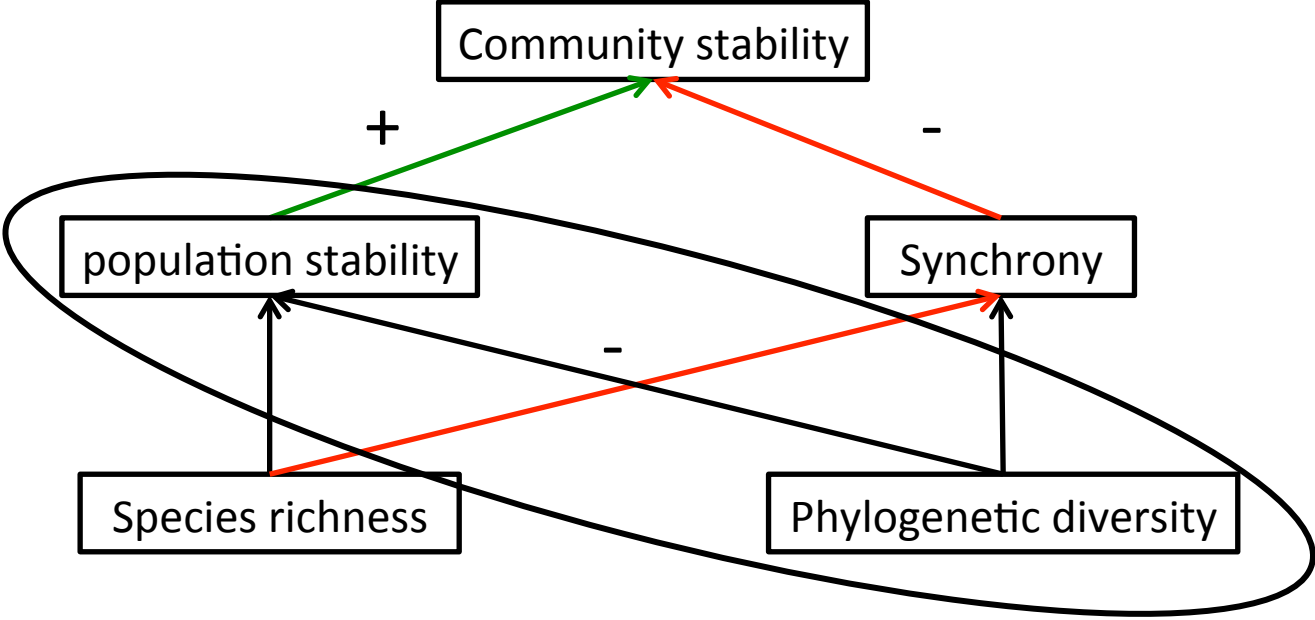 Community stability
+
-
population stability
Synchrony
-
Species richness
Phylogenetic diversity